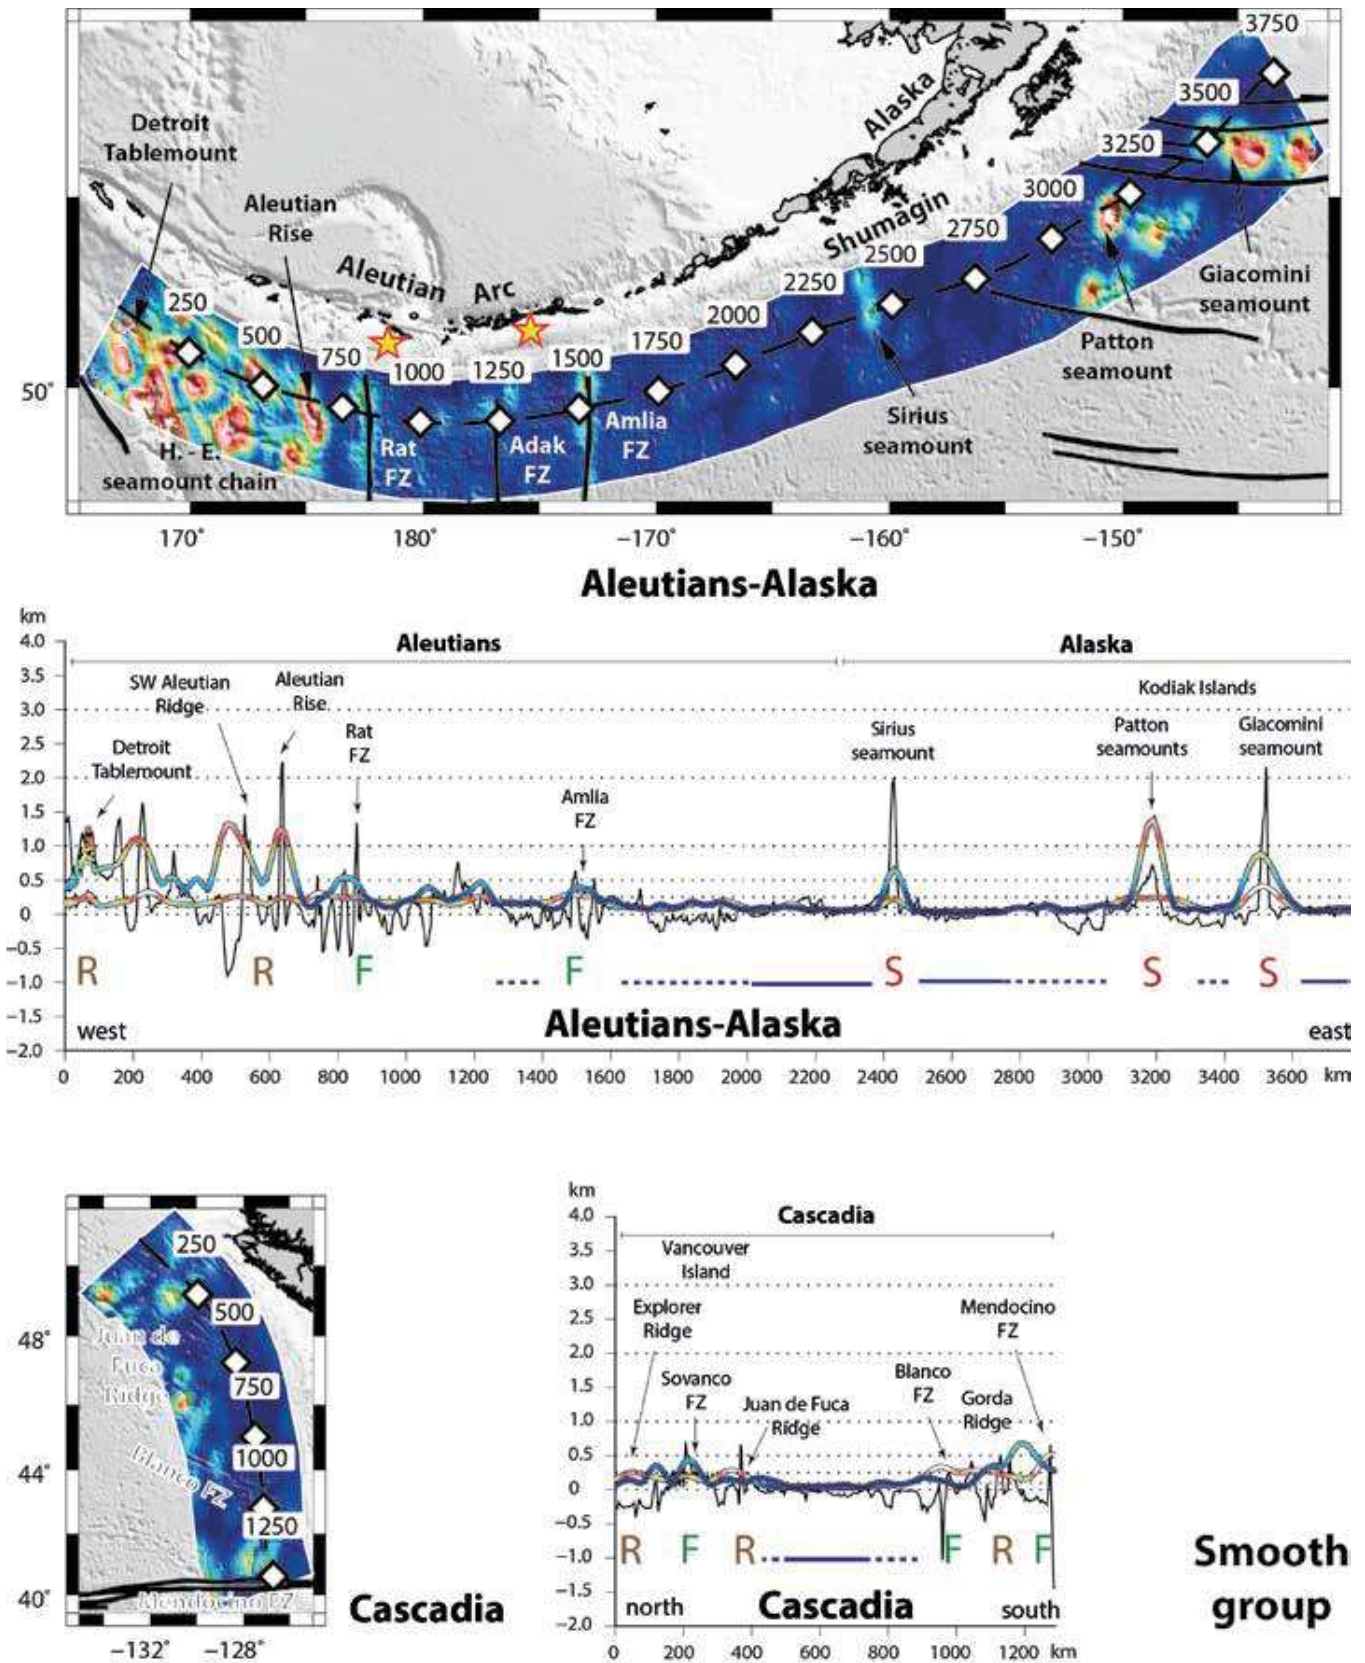 3750
3500
3250
3000
2750
2500
2250
2000
1750
1500
1250
1000
750
500
250
Detroit
Tablemount
Aleutian
Rise
Aleutian Arc
Alaska
Shumagin
Giacomini
seamount
Patton
seamount
Sirius
seamount
Amlia
FZ
Adak
FZ
Rat
FZ
H. - E.
seamount chain
50°
170° 180° −170° −160° −150°
Aleutians-Alaska
km
4.0
3.5
3.0
2.5
2.0
1.5
1.0
0.5
0
−0.5
−1.0
−1.5
−2.0
Aleutians Alaska
SW Aleutian
Ridge
Aleutian
Rise
Kodiak Islands
Detroit
Tablemount
Rat
FZ
Amlia
FZ
Sirius
seamount
Patton
seamounts
Giacomini
seamount
R R F F S S S
west Aleutians-Alaska east
0 200 400 600 800 1000 1200 1400 1600 1800 2000 2200 2400 2600 2800 3000 3200 3400 3600 km
250
500
750
1000
1250
Juan de
Fuca
Ridge
Blanco FZ
Mendocino FZ
48°
44°
40°
−132° −128°
Cascadia
km
4.0
3.5
3.0
2.5
2.0
1.5
1.0
0.5
0
−0.5
−1.0
−1.5
−2.0
Cascadia
Vancouver
Island
Explorer
Ridge
Mendocino
FZ
Sovanco
FZ
Juan de Fuca
Ridge
Blanco
FZ
Gorda
Ridge
R F R F R F
north Cascadia south
0 200 400 600 800 1000 1200 km
Smooth
group